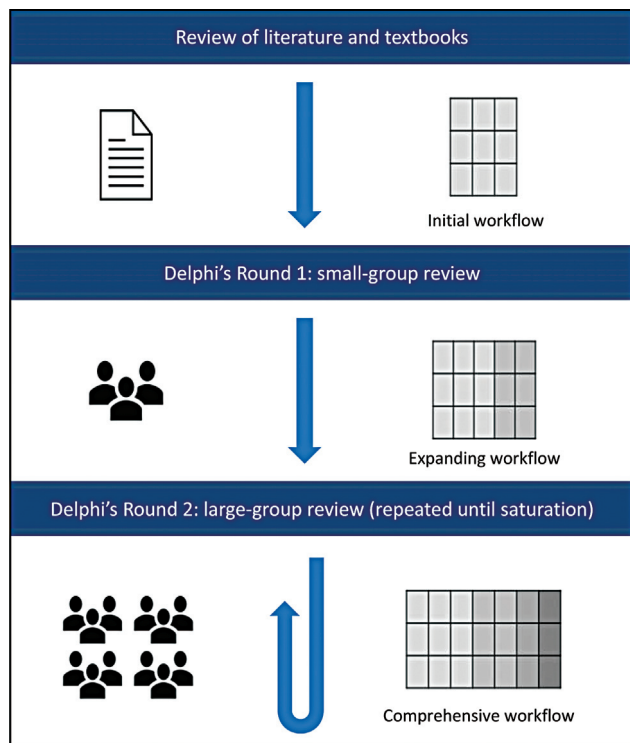 Review of literature and textbooks
Initial workflow
Delphi’s Round 1: small-group review
Expanding workflow
Delphi’s Round 2: large-group review (repeated until saturation)
Comprehensive workflow